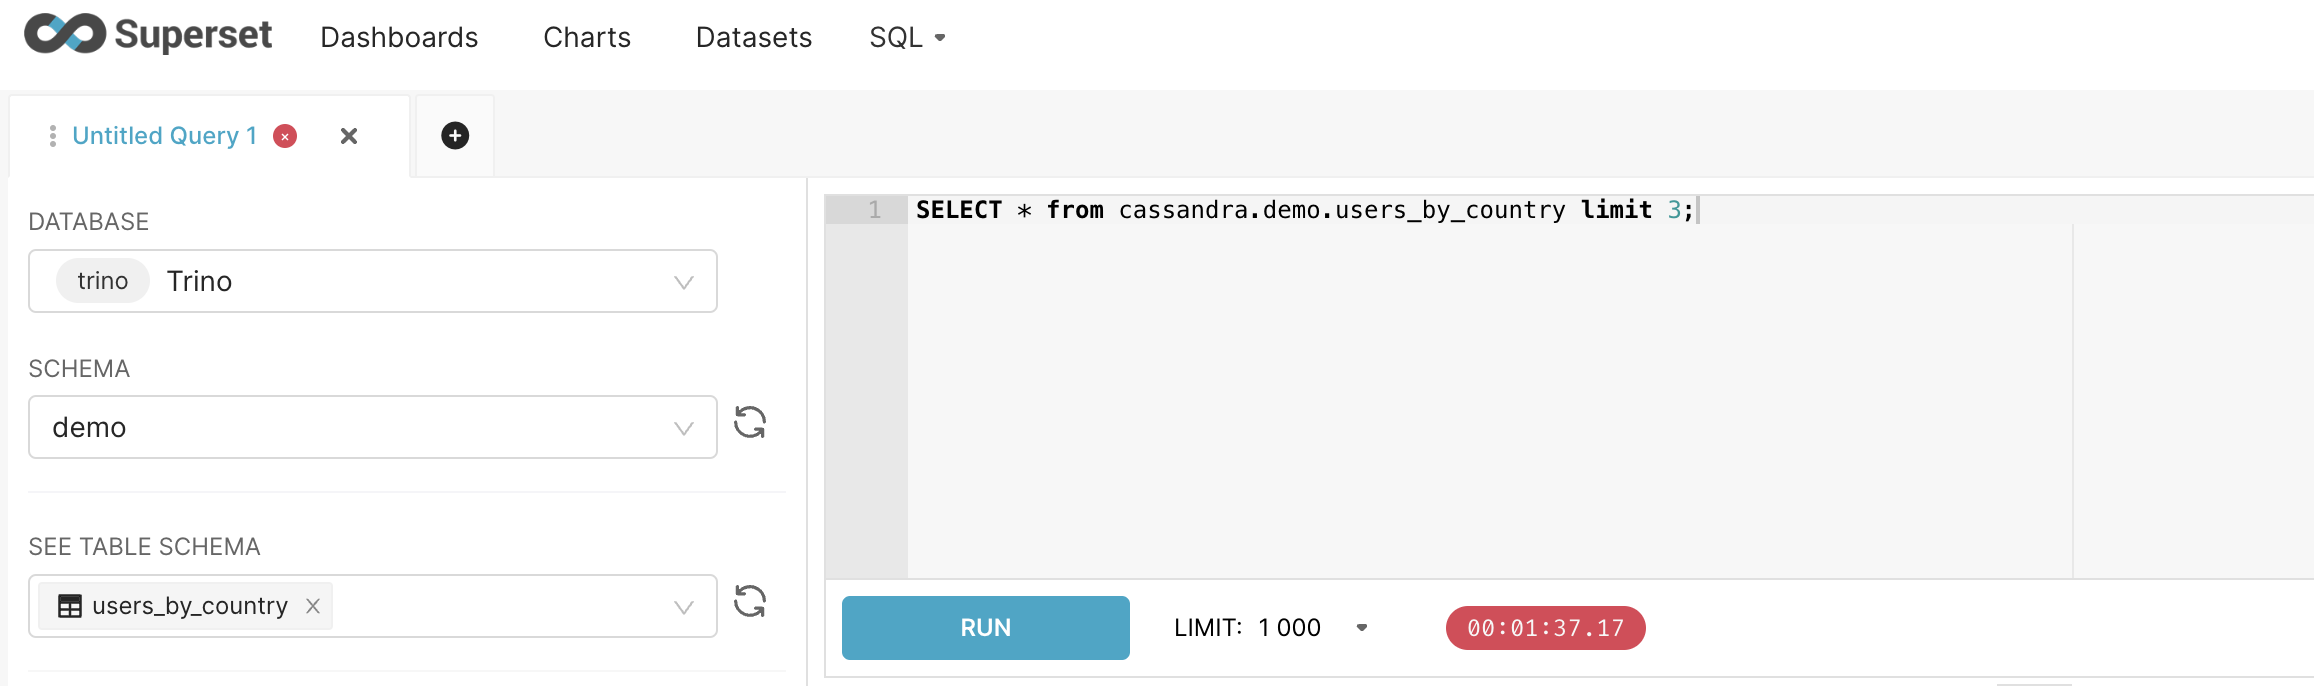 Superset Dashboards Charts Datasets SQL
Untitled Query 1
DATABASE
trino Trino
SCHEMA
demo
SEE TABLE SCHEMA
users_by_country
1 SELECT * from cassandra.demo.users_by_country limit 3;
RUN LIMIT: 1 000 00:01:37.17